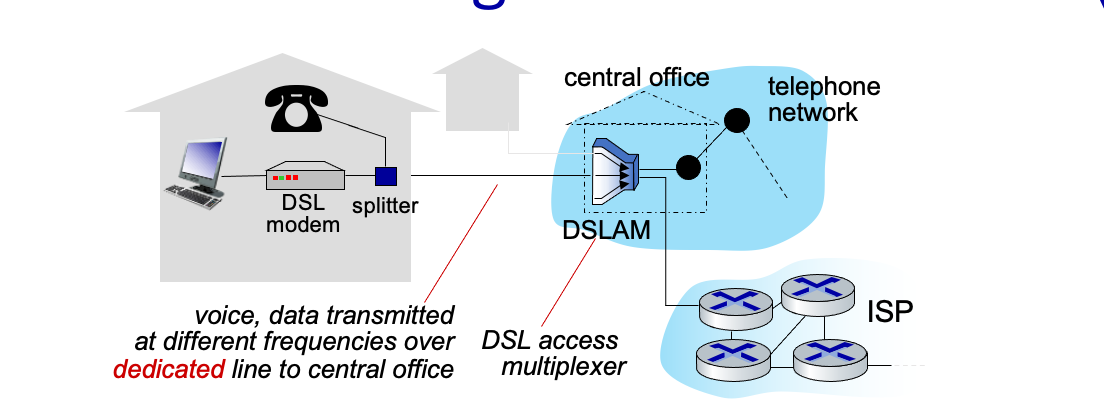 central office
telephone
network
DSL
modem
splitter
DSLAM
voice, data transmitted
at different frequencies over
dedicated line to central office
DSL access
multiplexer
ISP